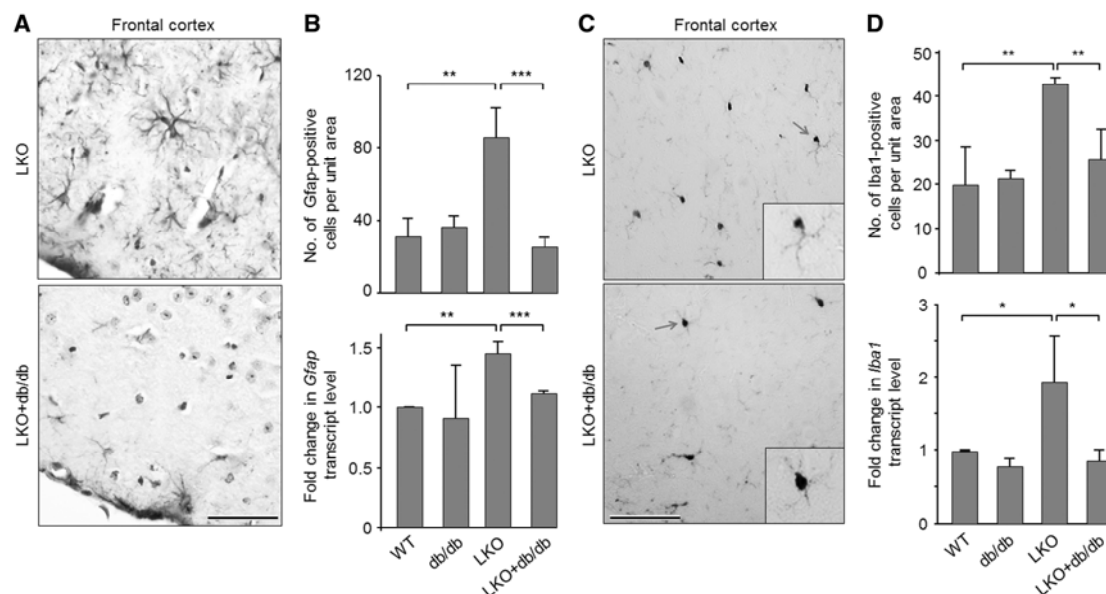 A
Frontal cortex
LKO
LKO+db/db
B
No. of Gfap-positive
cells per unit area
120
80
40
0
** ***
Fold change in Gfap
transcript level
1.5
1.0
0.5
0
** ***
WT
db/db
LKO
LKO+db/db
C
Frontal cortex
LKO
LKO+db/db
D
No. of Iba1-positive
cells per unit area
50
40
30
20
10
0
** **
Fold change in Iba1
transcript level
3
2
1
0
* *
WT
db/db
LKO
LKO+db/db